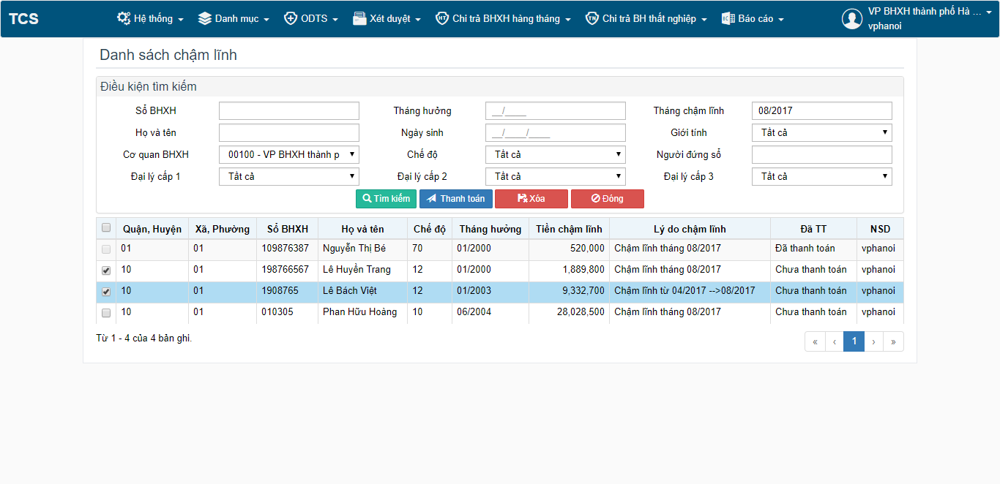 TCS Hệ thống Danh mục ODTS Xét duyệt Chi trả BHXH hàng tháng Chi trả BH thất nghiệp Báo cáo VP BHXH thành phố Hà ...
vphanoi
Danh sách chậm lĩnh
Điều kiện tìm kiếm
Số BHXH Tháng hưởng __/____ Tháng chậm lĩnh 08/2017
Họ và tên Ngày sinh __/____/____ Giới tính Tất cả
Cơ quan BHXH 00100 - VP BHXH thành p Chế độ Tất cả Người đứng sổ
Đại lý cấp 1 Tất cả Đại lý cấp 2 Tất cả Đại lý cấp 3 Tất cả
Tìm kiếm Thanh toán Xóa Đóng
Quận, Huyện Xã, Phường Số BHXH Họ và tên Chế độ Tháng hưởng Tiền chậm lĩnh Lý do chậm lĩnh Đã TT NSD
01 01 109876387 Nguyễn Thị Bé 70 01/2000 520,000 Chậm lĩnh tháng 08/2017 Đã thanh toán vphanoi
10 01 198766567 Lê Huyền Trang 12 01/2000 1,889,800 Chậm lĩnh tháng 08/2017 Chưa thanh toán vphanoi
10 01 1908765 Lê Bách Việt 12 01/2003 9,332,700 Chậm lĩnh từ 04/2017 -->08/2017 Chưa thanh toán vphanoi
10 01 010305 Phan Hữu Hoàng 10 06/2004 28,028,500 Chậm lĩnh tháng 08/2017 Chưa thanh toán vphanoi
Từ 1 - 4 của 4 bản ghi. « ‹ 1 › »